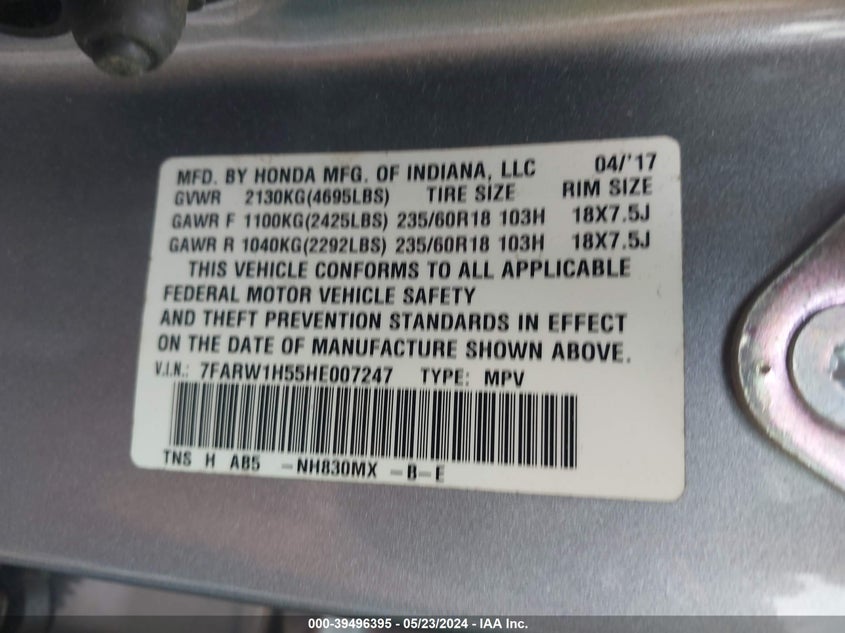 MFD. BY HONDA MFG. OF INDIANA, LLC 04/'17
GVWR 2130KG(4695LBS) TIRE SIZE RIM SIZE
GAWR F 1100KG(2425LBS) 235/60R18 103H 18X7.5J
GAWR R 1040KG(2292LBS) 235/60R18 103H 18X7.5J
THIS VEHICLE CONFORMS TO ALL APPLICABLE
FEDERAL MOTOR VEHICLE SAFETY
AND THEFT PREVENTION STANDARDS IN EFFECT
ON THE DATE OF MANUFACTURE SHOWN ABOVE.
V.I.N.: 7FARW1H55HE007247 TYPE: MPV
TNS H AB5 -NH830MX -B-E
000-39496395 - 05/23/2024 - IAA Inc.